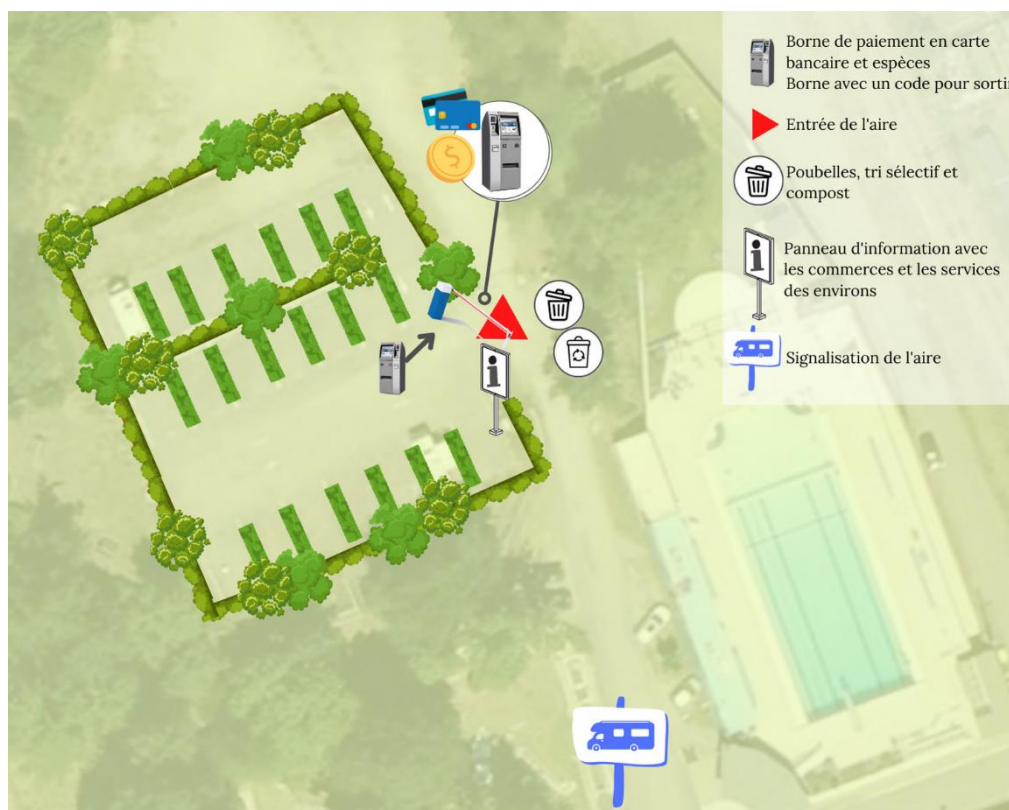 Borne de paiement en carte
bancaire et espèces
Borne avec un code pour sortir
Entrée de l'aire
Poubelles, tri sélectif et
compost
Panneau d'information avec
les commerces et les services
des environs
Signalisation de l'aire